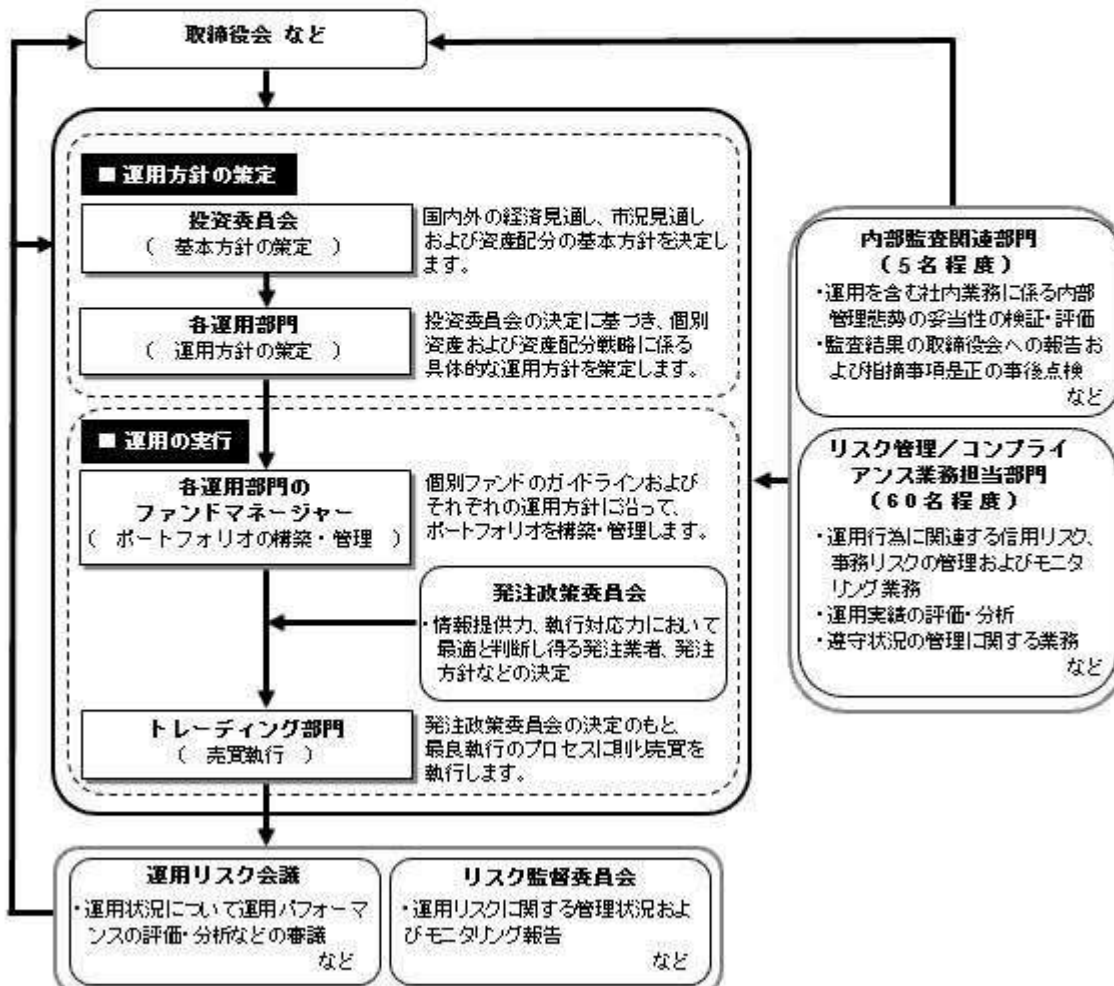 取締役会 など
■ 運用方針の策定
投資委員会
( 基本方針の策定 )
国内外の経済見通し、市況見通し
および資産配分の基本方針を決定し
ます。
各運用部門
( 運用方針の策定 )
投資委員会の決定に基づき、個別
資産および資産配分戦略に係る
具体的な運用方針を策定します。
■ 運用の実行
各運用部門の
ファンドマネージャー
( ポートフォリオの構築・管理 )
個別ファンドのガイドラインおよび
それぞれの運用方針に沿って、
ポートフォリオを構築・管理します。
発注政策委員会
・情報提供力、執行対応力において
最適と判断し得る発注業者、発注
方針などの決定
トレーディング部門
( 売買執行 )
発注政策委員会の決定のもと、
最良執行のプロセスに則り売買を
執行します。
内部監査関連部門
(5名程度)
・運用を含む社内業務に係る内部
管理態勢の妥当性の検証・評価
・監査結果の取締役会への報告お
よび指摘事項是正の事後点検
など
リスク管理/コンプライ
アンス業務担当部門
(60名程度)
・運用行為に関連する信用リスク、
事務リスクの管理およびモニタ
リング業務
・運用実績の評価・分析
・遵守状況の管理に関する業務
など
運用リスク会議
・運用状況について運用パフォーマ
ンスの評価・分析などの審議
など
リスク監督委員会
・運用リスクに関する管理状況およ
びモニタリング報告
など